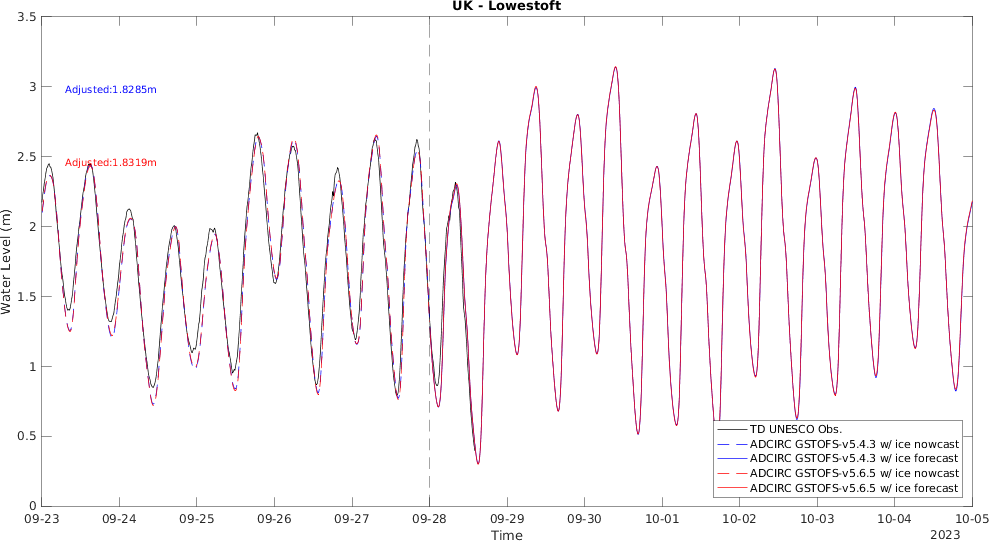 UK - Lowestoft
3.5
3
2.5
2
1.5
1
0.5
0
Water Level (m)
Adjusted:1.8285m
Adjusted:1.8319m
TD UNESCO Obs.
ADCIRC GSTOFS-v5.4.3 w/ ice nowcast
ADCIRC GSTOFS-v5.4.3 w/ ice forecast
ADCIRC GSTOFS-v5.6.5 w/ ice nowcast
ADCIRC GSTOFS-v5.6.5 w/ ice forecast
09-23 09-24 09-25 09-26 09-27 09-28 09-29 09-30 10-01 10-02 10-03 10-04 10-05
Time
2023